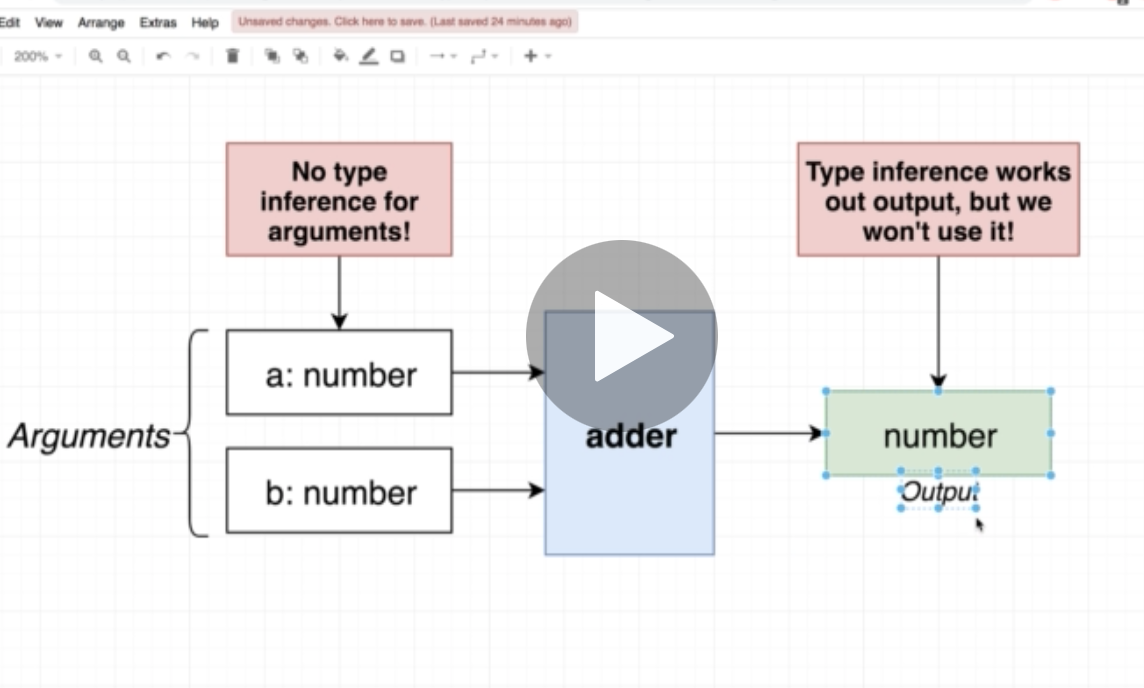 Edit View Arrange Extras Help Unsaved changes. Click here to save. (Last saved 24 minutes ago)
200%
No type
inference for
arguments!
Type inference works
out output, but we
won't use it!
Arguments
a: number
b: number
adder
number
Output